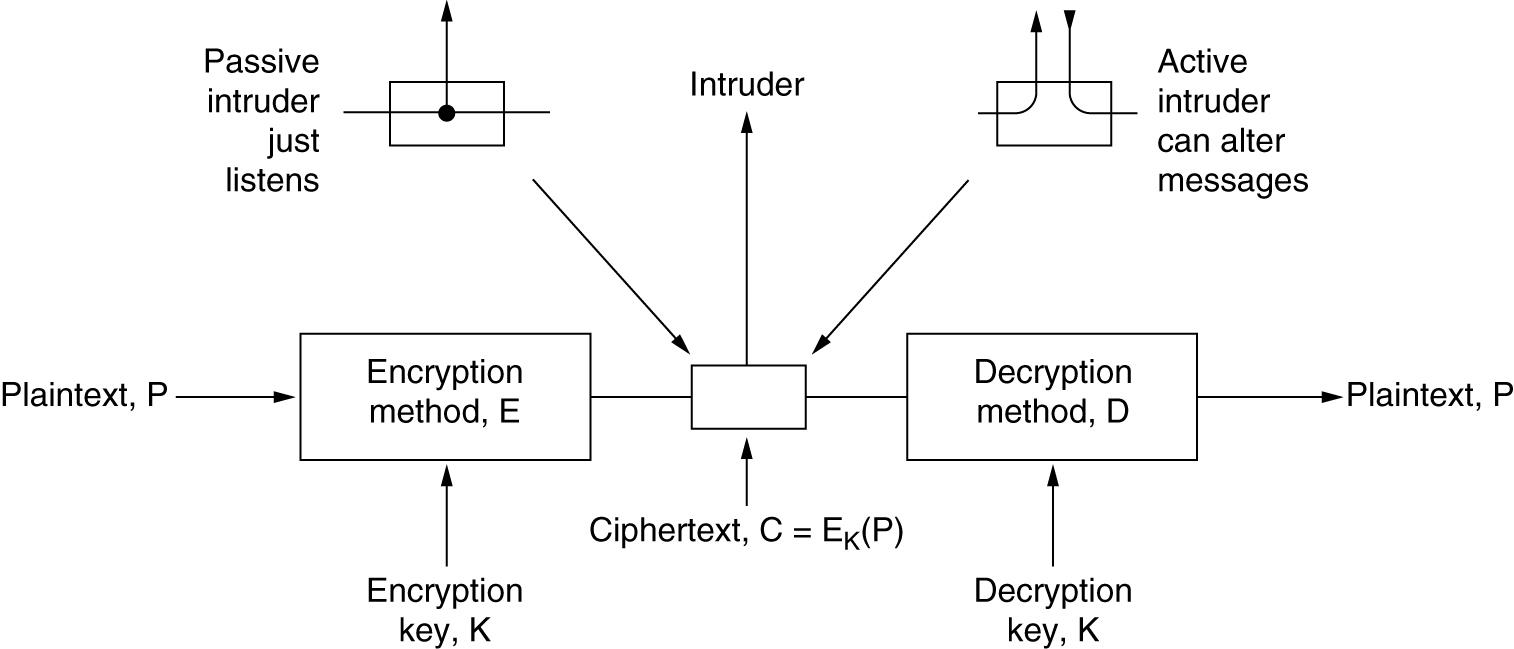 Passive
intruder
just
listens
Intruder
Active
intruder
can alter
messages
Plaintext, P
Encryption
method, E
Decryption
method, D
Plaintext, P
Ciphertext, C = E_K(P)
Encryption
key, K
Decryption
key, K